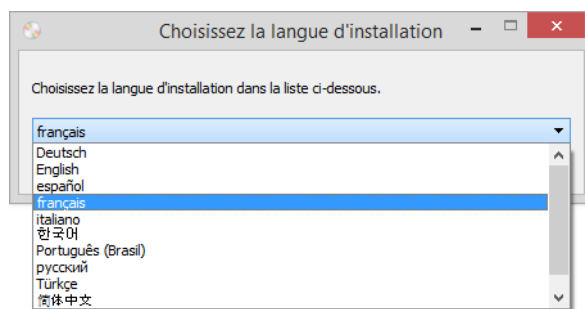 Choisissez la langue d'installation
Choisissez la langue d'installation dans la liste ci-dessous.
français
Deutsch
English
español
français
italiano
한국어
Português (Brasil)
русский
Türkçe
简体中文